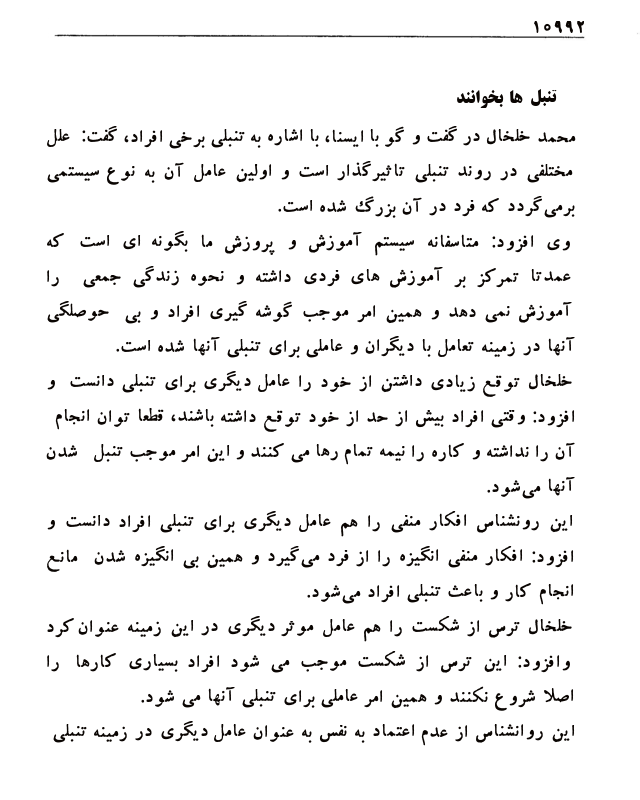 ۱۰۹۹۲
تنبل ها بخوانند
محمد خلخال در گفت و گو با ایسنا، با اشاره به تنبلی برخی افراد، گفت: علل
مختلفی در روند تنبلی تاثیرگذار است و اولین عامل آن به نوع سیستمی
برمی‌گردد که فرد در آن بزرگ شده است.
وی افزود: متاسفانه سیستم آموزش و پروزش ما بگونه ای است که
عمدتا تمرکز بر آموزش های فردی داشته و نحوه زندگی جمعی را
آموزش نمی دهد و همین امر موجب گوشه گیری افراد و بی حوصلگی
آنها در زمینه تعامل با دیگران و عاملی برای تنبلی آنها شده است.
خلخال توقع زیادی داشتن از خود را عامل دیگری برای تنبلی دانست و
افزود: وقتی افراد بیش از حد از خود توقع داشته باشند، قطعا توان انجام
آن را نداشته و کاره را نیمه تمام رها می کنند و این امر موجب تنبل شدن
آنها می‌شود.
این رونشناس افکار منفی را هم عامل دیگری برای تنبلی افراد دانست و
افزود: افکار منفی انگیزه را از فرد می‌گیرد و همین بی انگیزه شدن مانع
انجام کار و باعث تنبلی افراد می‌شود.
خلخال ترس از شکست را هم عامل موثر دیگری در این زمینه عنوان کرد
وافزود: این ترس از شکست موجب می شود افراد بسیاری کارها را
اصلا شروع نکنند و همین امر عاملی برای تنبلی آنها می شود.
این روانشناس از عدم اعتماد به نفس به عنوان عامل دیگری در زمینه تنبلی